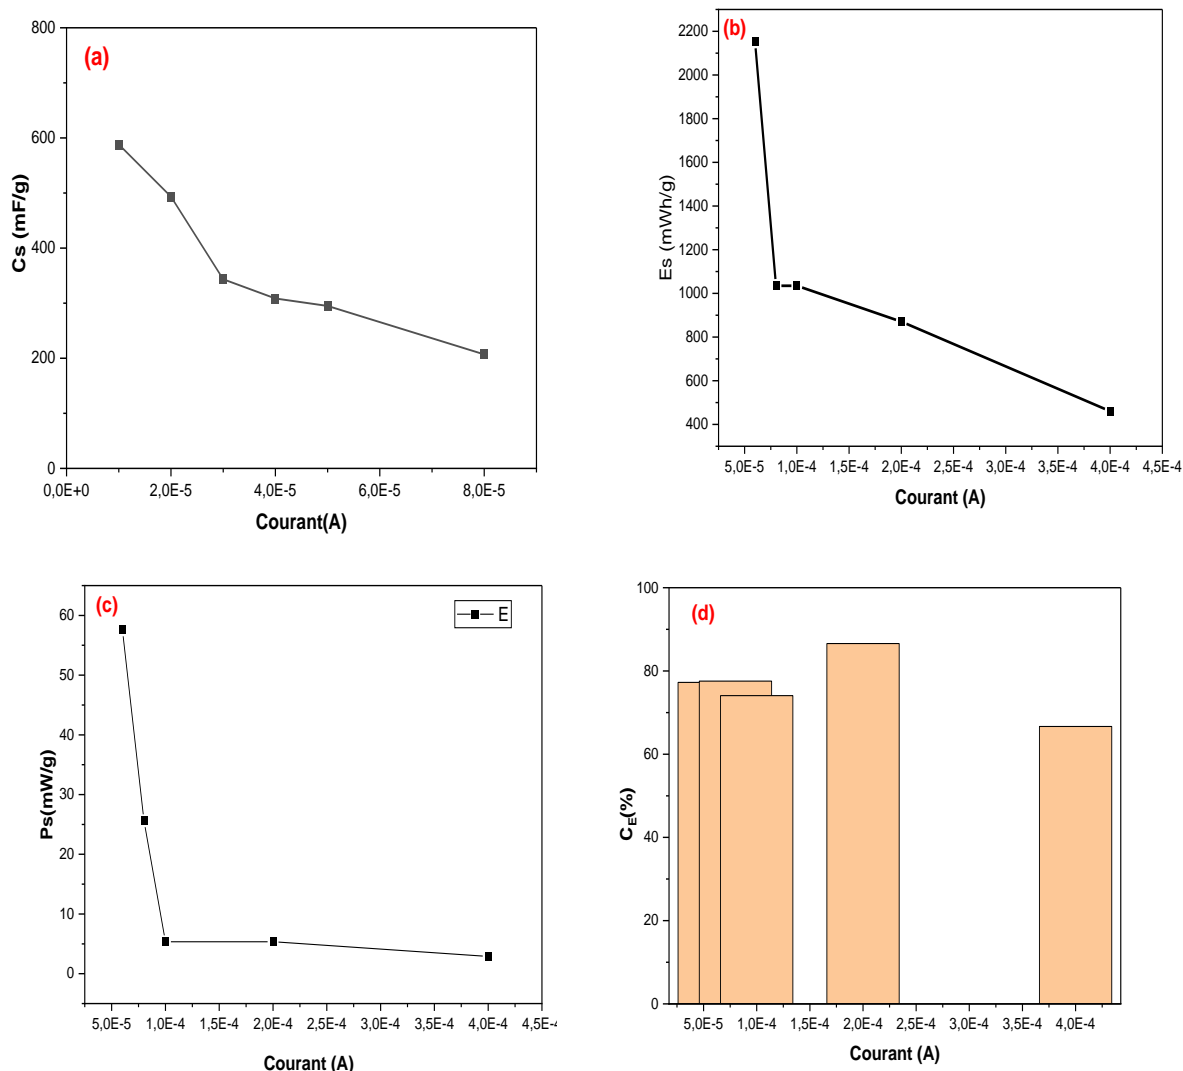 (a)
800
600
400
200
0
Cs (mF/g)
0,0E+0 2,0E-5 4,0E-5 6,0E-5 8,0E-5
Courant(A)
(b)
2200
2000
1800
1600
1400
1200
1000
800
600
400
Es (mWh/g)
5,0E-5 1,0E-4 1,5E-4 2,0E-4 2,5E-4 3,0E-4 3,5E-4 4,0E-4 4,5E-4
Courant (A)
(c)
E
60
50
40
30
20
10
0
Ps(mW/g)
5,0E-5 1,0E-4 1,5E-4 2,0E-4 2,5E-4 3,0E-4 3,5E-4 4,0E-4 4,5E-4
Courant (A)
(d)
100
80
60
40
20
0
CE(%)
5,0E-5 1,0E-4 1,5E-4 2,0E-4 2,5E-4 3,0E-4 3,5E-4 4,0E-4
Courant (A)